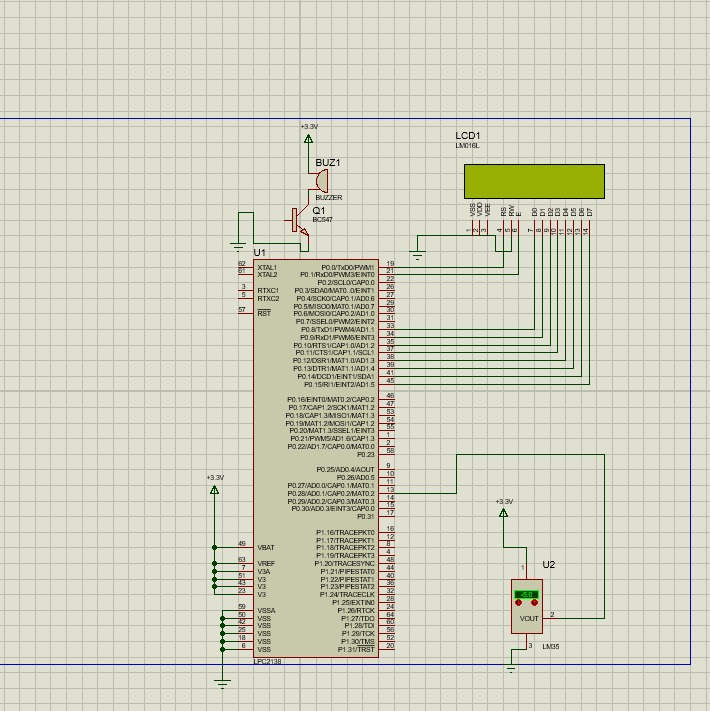 +3.3V
BUZ1
BUZZER
Q1
BC547
LCD1
LM016L
VSS VDD VEE RS RW E D0 D1 D2 D3 D4 D5 D6 D7
1 2 3 4 5 6 7 8 9 10 11 12 13 14
U1
62 XTAL1 P0.0/TxD0/PWM1 19
61 XTAL2 P0.1/RxD0/PWM3/EINT0 21
P0.2/SCL0/CAP0.0 22
3 RTXC1 P0.3/SDA0/MAT0..0/EINT1 26
5 RTXC2 P0.4/SCK0/CAP0.1/AD0.6 27
P0.5/MISO0/MAT0.1/AD0.7 29
57 RST P0.6/MOSI0/CAP0.2/AD1.0 30
P0.7/SSEL0/PWM2/EINT2 31
P0.8/TxD1/PWM4/AD1.1 33
P0.9/RxD1/PWM6/EINT3 34
P0.10/RTS1/CAP1.0/AD1.2 35
P0.11/CTS1/CAP1.1/SCL1 37
P0.12/DSR1/MAT1.0/AD1.3 38
P0.13/DTR1/MAT1.1/AD1.4 39
P0.14/DCD1/EINT1/SDA1 41
P0.15/RI1/EINT2/AD1.5 45
P0.16/EINT0/MAT0.2/CAP0.2 46
P0.17/CAP1.2/SCK1/MAT1.2 47
P0.18/CAP1.3/MISO1/MAT1.3 53
P0.19/MAT1.2/MOSI1/CAP1.2 54
P0.20/MAT1.3/SSEL1/EINT3 55
P0.21/PWM5/AD1.6/CAP1.3 1
P0.22/AD1.7/CAP0.0/MAT0.0 2
P0.23 58
P0.25/AD0.4/AOUT 9
P0.26/AD0.5 10
P0.27/AD0.0/CAP0.1/MAT0.1 11
P0.28/AD0.1/CAP0.2/MAT0.2 13
P0.29/AD0.2/CAP0.3/MAT0.3 14
P0.30/AD0.3/EINT3/CAP0.0 15
P0.31 17
+3.3V
P1.16/TRACEPKT0 16
P1.17/TRACEPKT1 12
49 VBAT P1.18/TRACEPKT2 8
P1.19/TRACEPKT3 4
63 VREF P1.20/TRACESYNC 48
7 V3A P1.21/PIPESTAT0 44
51 V3 P1.22/PIPESTAT1 40
43 V3 P1.23/PIPESTAT2 36
23 V3 P1.24/TRACECLK 32
P1.25/EXTIN0 28
59 VSSA P1.26/RTCK 24
50 VSS P1.27/TDO 64
42 VSS P1.28/TDI 60
25 VSS P1.29/TCK 56
18 VSS P1.30/TMS 52
6 VSS P1.31/TRST 20
LPC2138
+3.3V
1
U2
VOUT 2
3
LM35